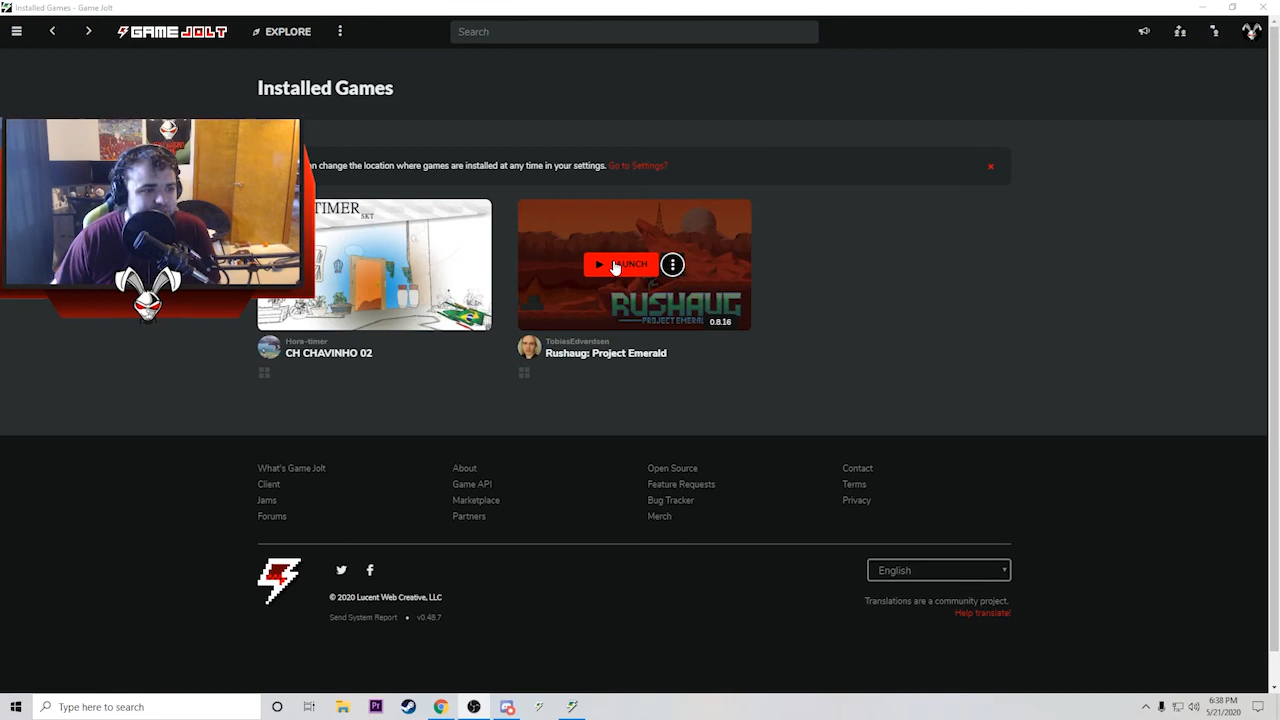 Installed Games - Game Jolt
GAME JOLT
EXPLORE
Search
Installed Games
n change the location where games are installed at any time in your settings. Go to Settings?
TIMER
SKT
LAUNCH
RUSHAUG
PROJECT EMERAL
0.8.16
Hora-timer
CH CHAVINHO 02
TobiasEdvardsen
Rushaug: Project Emerald
What's Game Jolt
About
Open Source
Contact
Client
Game API
Feature Requests
Terms
Jams
Marketplace
Bug Tracker
Privacy
Forums
Partners
Merch
English
© 2020 Lucent Web Creative, LLC
Translations are a community project.
Help translate!
Send System Report • v0.48.7
Type here to search
Pr
6:38 PM
5/21/2020